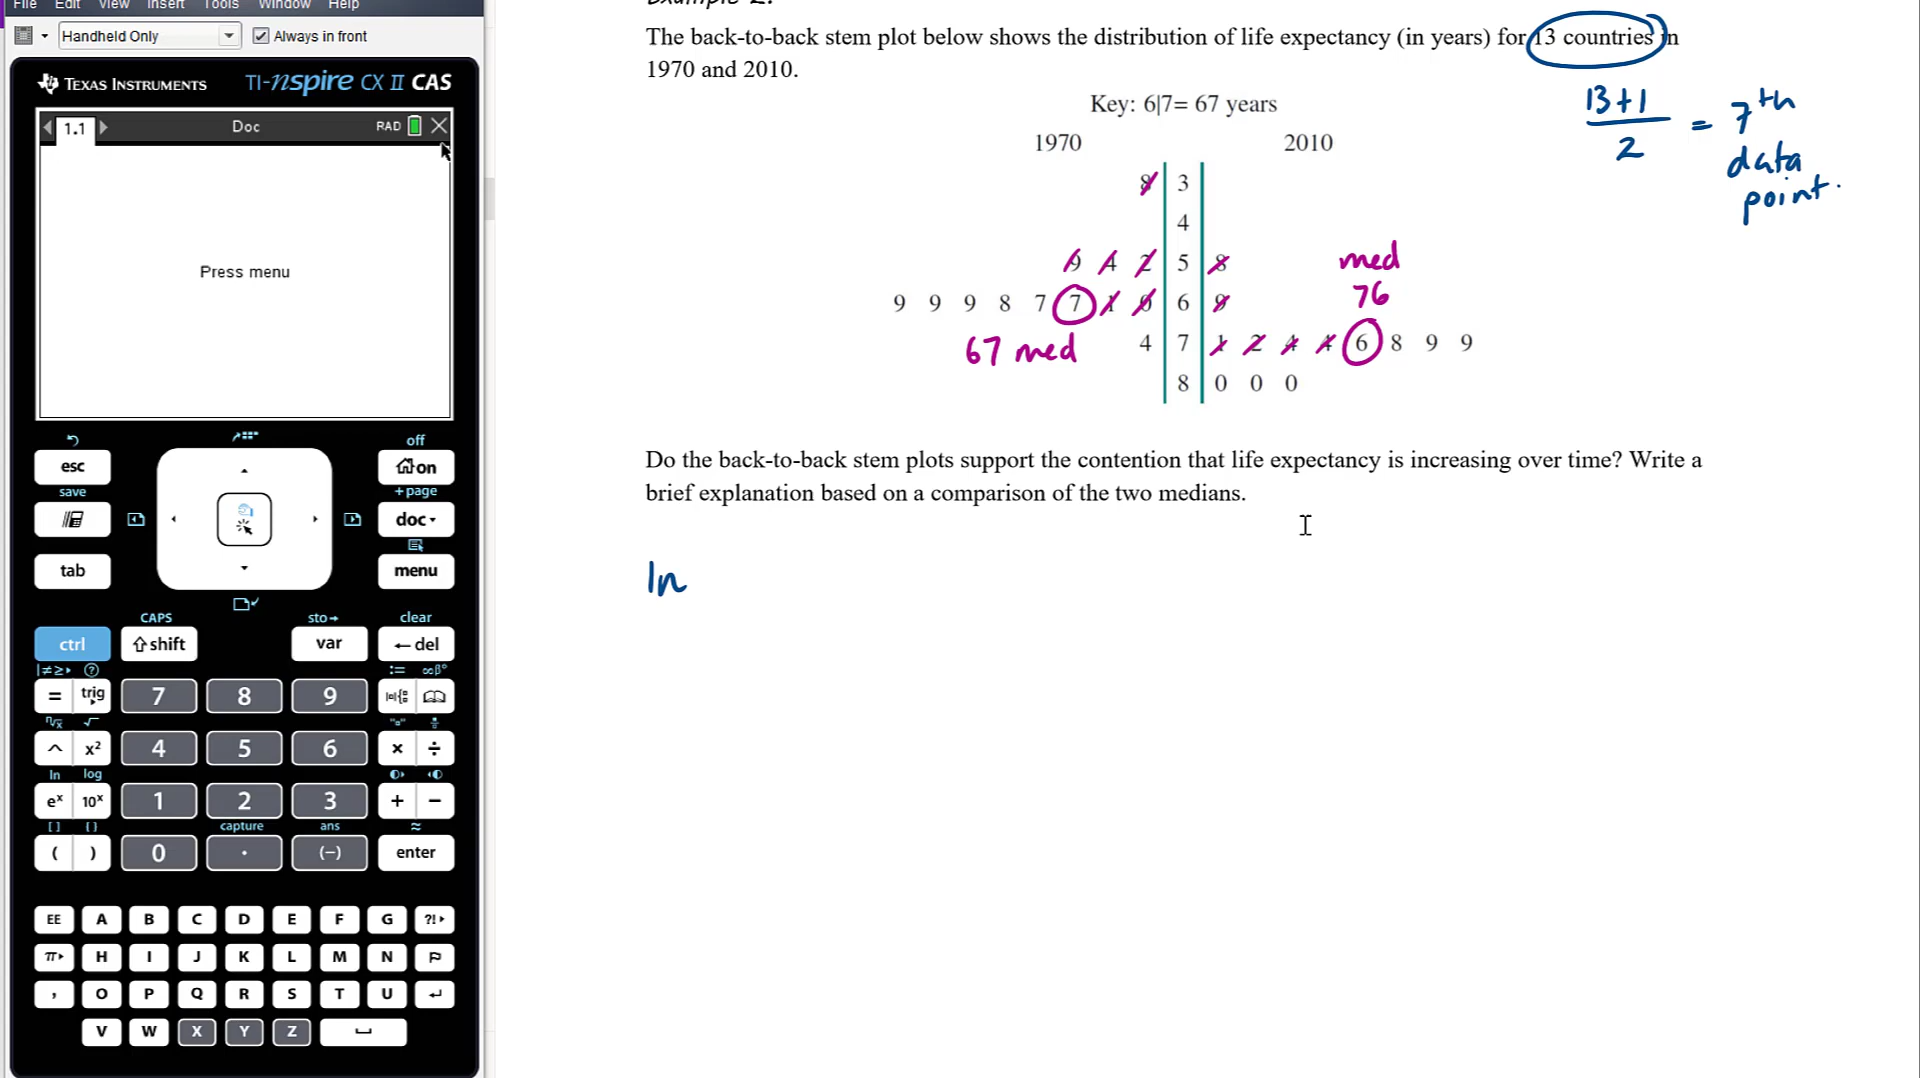 File Edit View Insert Tools Window Help
Handheld Only
Always in front
TEXAS INSTRUMENTS TI-nspire CX II CAS
1.1 Doc RAD
Press menu
off
esc on
save + page
doc
tab menu
CAPS sto→ clear
ctrl shift var ←del
= trig 7 8 9
^ x² 4 5 6 × ÷
ln log
eˣ 10ˣ 1 2 3 + −
[ ] [ ] capture ans ≈
( ) 0 . (−) enter
EE A B C D E F G ?!
π H I J K L M N
, O P Q R S T U
V W X Y Z
The back-to-back stem plot below shows the distribution of life expectancy (in years) for 13 countries in
1970 and 2010.
13+1
2
= 7th
data
point.
Key: 6|7= 67 years
1970 2010
8 3
4
9 4 2 5 8
9 9 9 8 7 7 1 0 6 9
4 7 1 2 4 4 6 8 9 9
8 0 0 0
med
76
67 med
Do the back-to-back stem plots support the contention that life expectancy is increasing over time? Write a
brief explanation based on a comparison of the two medians.
In